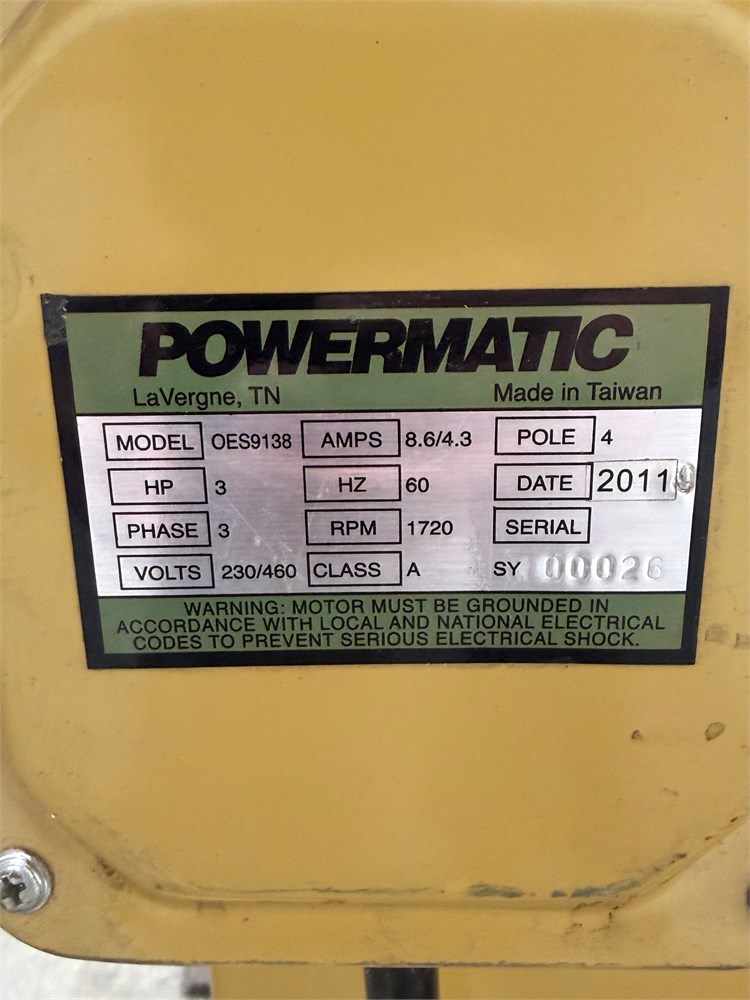 POWERMATIC
LaVergne, TN Made in Taiwan
MODEL OES9138 AMPS 8.6/4.3 POLE 4
HP 3 HZ 60 DATE 2011
PHASE 3 RPM 1720 SERIAL
VOLTS 230/460 CLASS A SY 00026
WARNING: MOTOR MUST BE GROUNDED IN
ACCORDANCE WITH LOCAL AND NATIONAL ELECTRICAL
CODES TO PREVENT SERIOUS ELECTRICAL SHOCK.